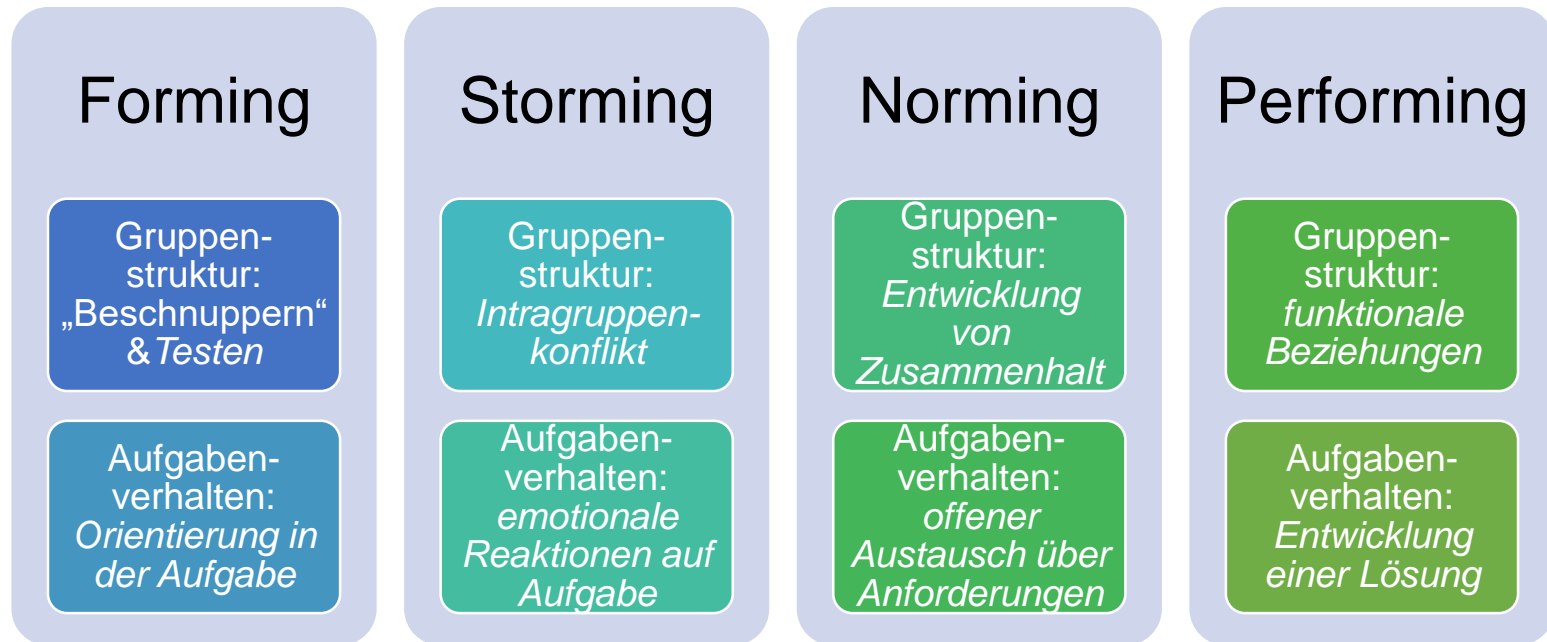 Forming
Gruppen-
struktur:
„Beschnuppern“
&Testen
Aufgaben-
verhalten:
Orientierung in
der Aufgabe
Storming
Gruppen-
struktur:
Intragruppen-
konflikt
Aufgaben-
verhalten:
emotionale
Reaktionen auf
Aufgabe
Norming
Gruppen-
struktur:
Entwicklung
von
Zusammenhalt
Aufgaben-
verhalten:
offener
Austausch über
Anforderungen
Performing
Gruppen-
struktur:
funktionale
Beziehungen
Aufgaben-
verhalten:
Entwicklung
einer Lösung